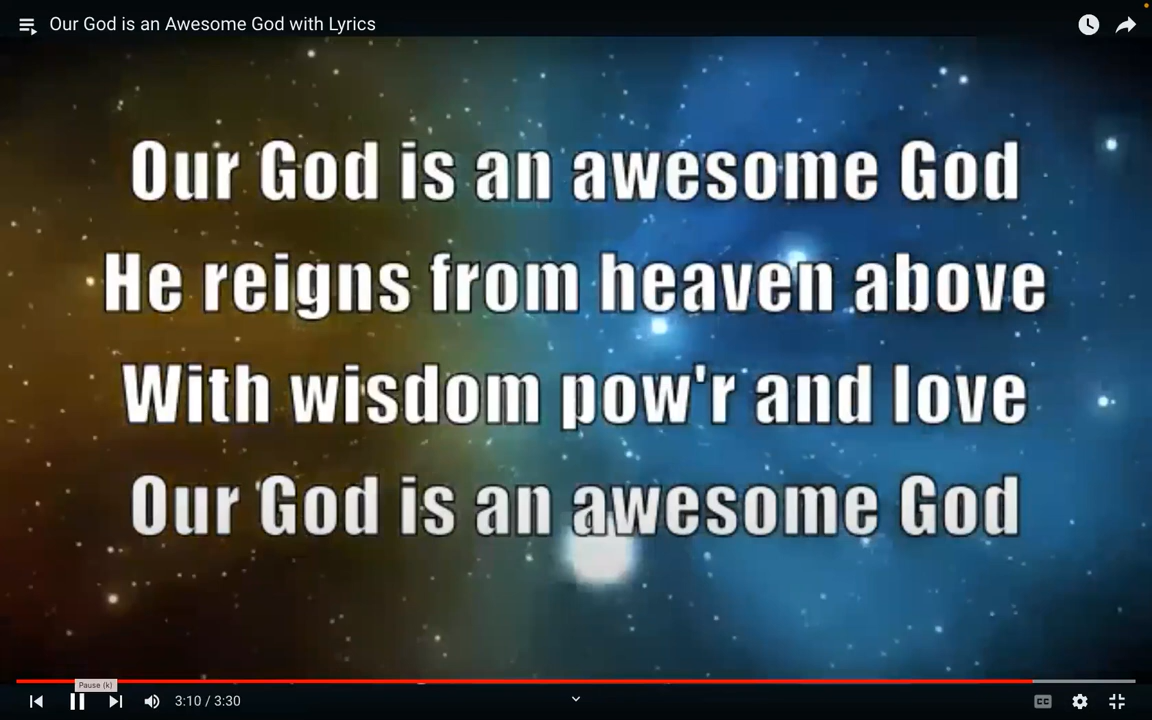 Our God is an Awesome God with Lyrics
Our God is an awesome God
He reigns from heaven above
With wisdom pow'r and love
Our God is an awesome God
Pause (k)
3:10 / 3:30
CC